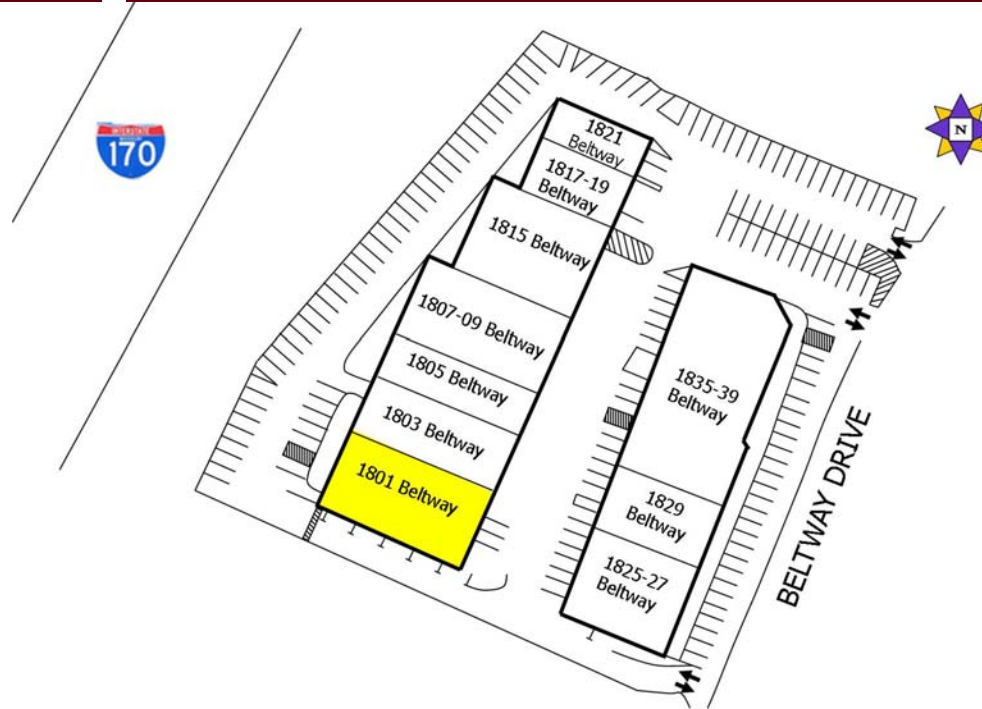 INTERSTATE
170
N
1821
Beltway
1817-19
Beltway
1815 Beltway
1807-09 Beltway
1805 Beltway
1803 Beltway
1801 Beltway
1835-39
Beltway
1829
Beltway
1825-27
Beltway
BELTWAY DRIVE